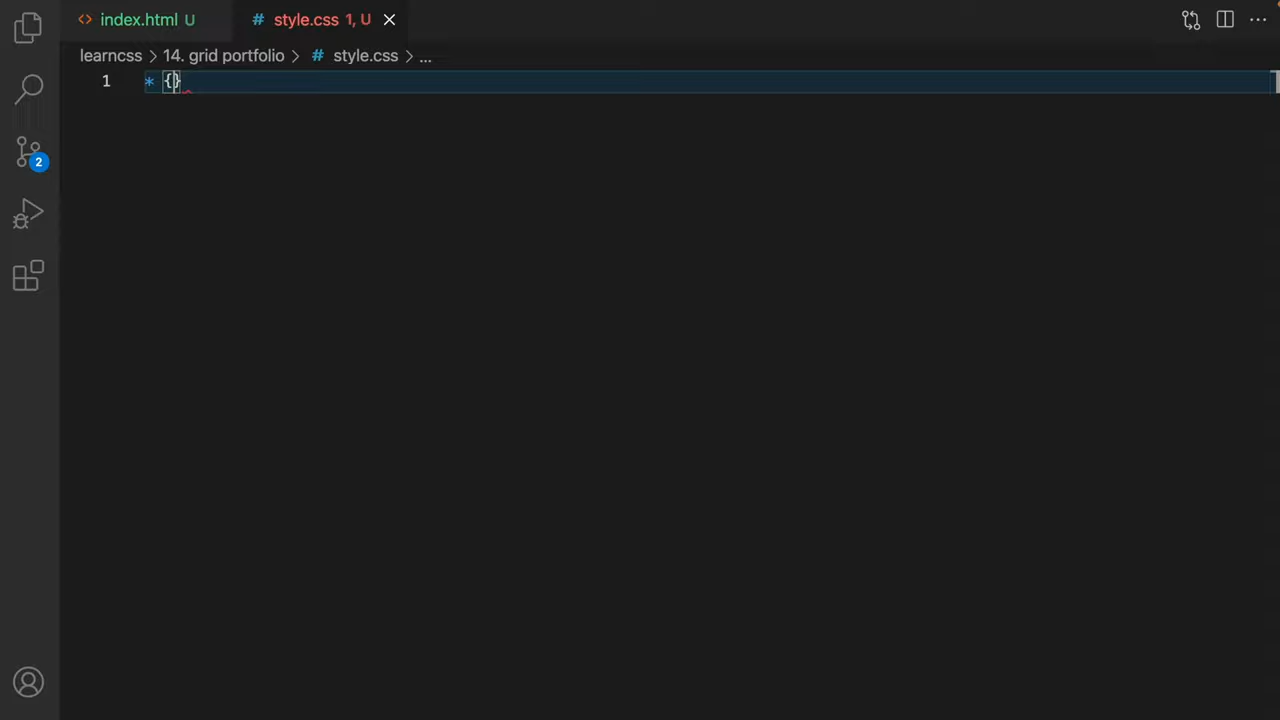 index.html U
style.css 1, U
learncss > 14. grid portfolio > # style.css > ...
1 * {}
2